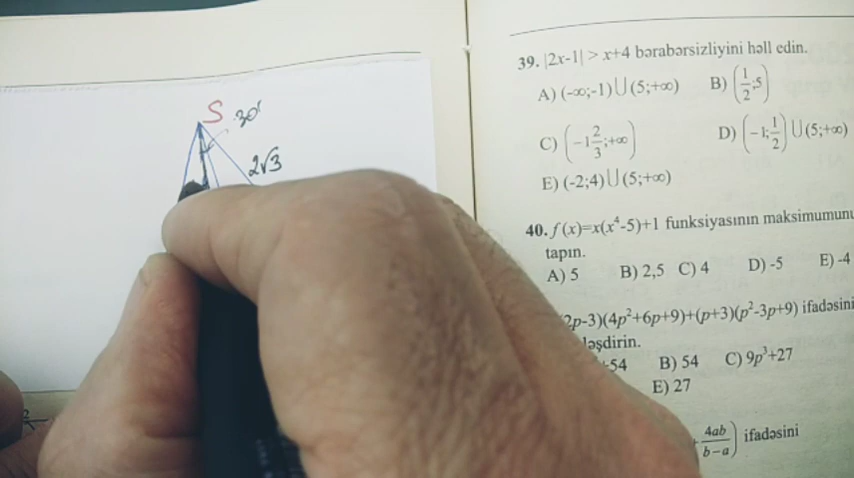 S
30°
2√3
39. |2x-1| > x+4 bərabərsizliyini həll edin.
A) (-∞;-1)∪(5;+∞) B) (1/2;5)
C) (-1 2/3;+∞) D) (-1;1/2)∪(5;+∞)
E) (-2;4)∪(5;+∞)
40. f(x)=x(x⁴-5)+1 funksiyasının maksimumunu
tapın.
A) 5 B) 2,5 C) 4 D) -5 E) -4
2p-3)(4p²+6p+9)+(p+3)(p²-3p+9) ifadəsini
ləşdirin.
-54 B) 54 C) 9p³+27
E) 27
4ab/b-a) ifadəsini